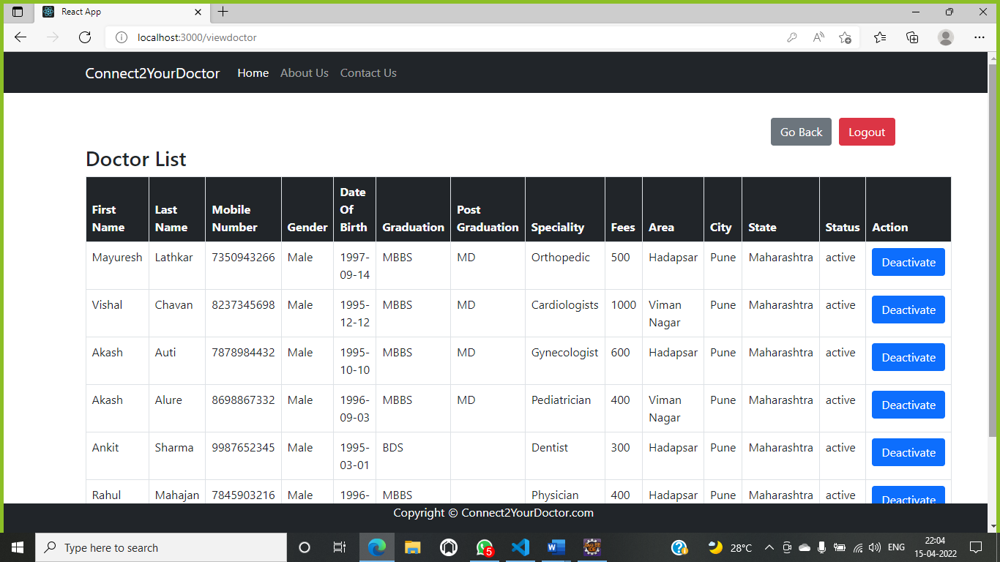 React App
localhost:3000/viewdoctor
Connect2YourDoctor Home About Us Contact Us
Go Back Logout
Doctor List
First Name Last Name Mobile Number Gender Date Of Birth Graduation Post Graduation Speciality Fees Area City State Status Action
Mayuresh Lathkar 7350943266 Male 1997-09-14 MBBS MD Orthopedic 500 Hadapsar Pune Maharashtra active Deactivate
Vishal Chavan 8237345698 Male 1995-12-12 MBBS MD Cardiologists 1000 Viman Nagar Pune Maharashtra active Deactivate
Akash Auti 7878984432 Male 1995-10-10 MBBS MD Gynecologist 600 Hadapsar Pune Maharashtra active Deactivate
Akash Alure 8698867332 Male 1996-09-03 MBBS MD Pediatrician 400 Viman Nagar Pune Maharashtra active Deactivate
Ankit Sharma 9987652345 Male 1995-03-01 BDS Dentist 300 Hadapsar Pune Maharashtra active Deactivate
Rahul Mahajan 7845903216 Male 1996- MBBS Physician 400 Hadapsar Pune Maharashtra active Deactivate
Copyright © Connect2YourDoctor.com
Type here to search 5 28°C ENG 22:04
15-04-2022